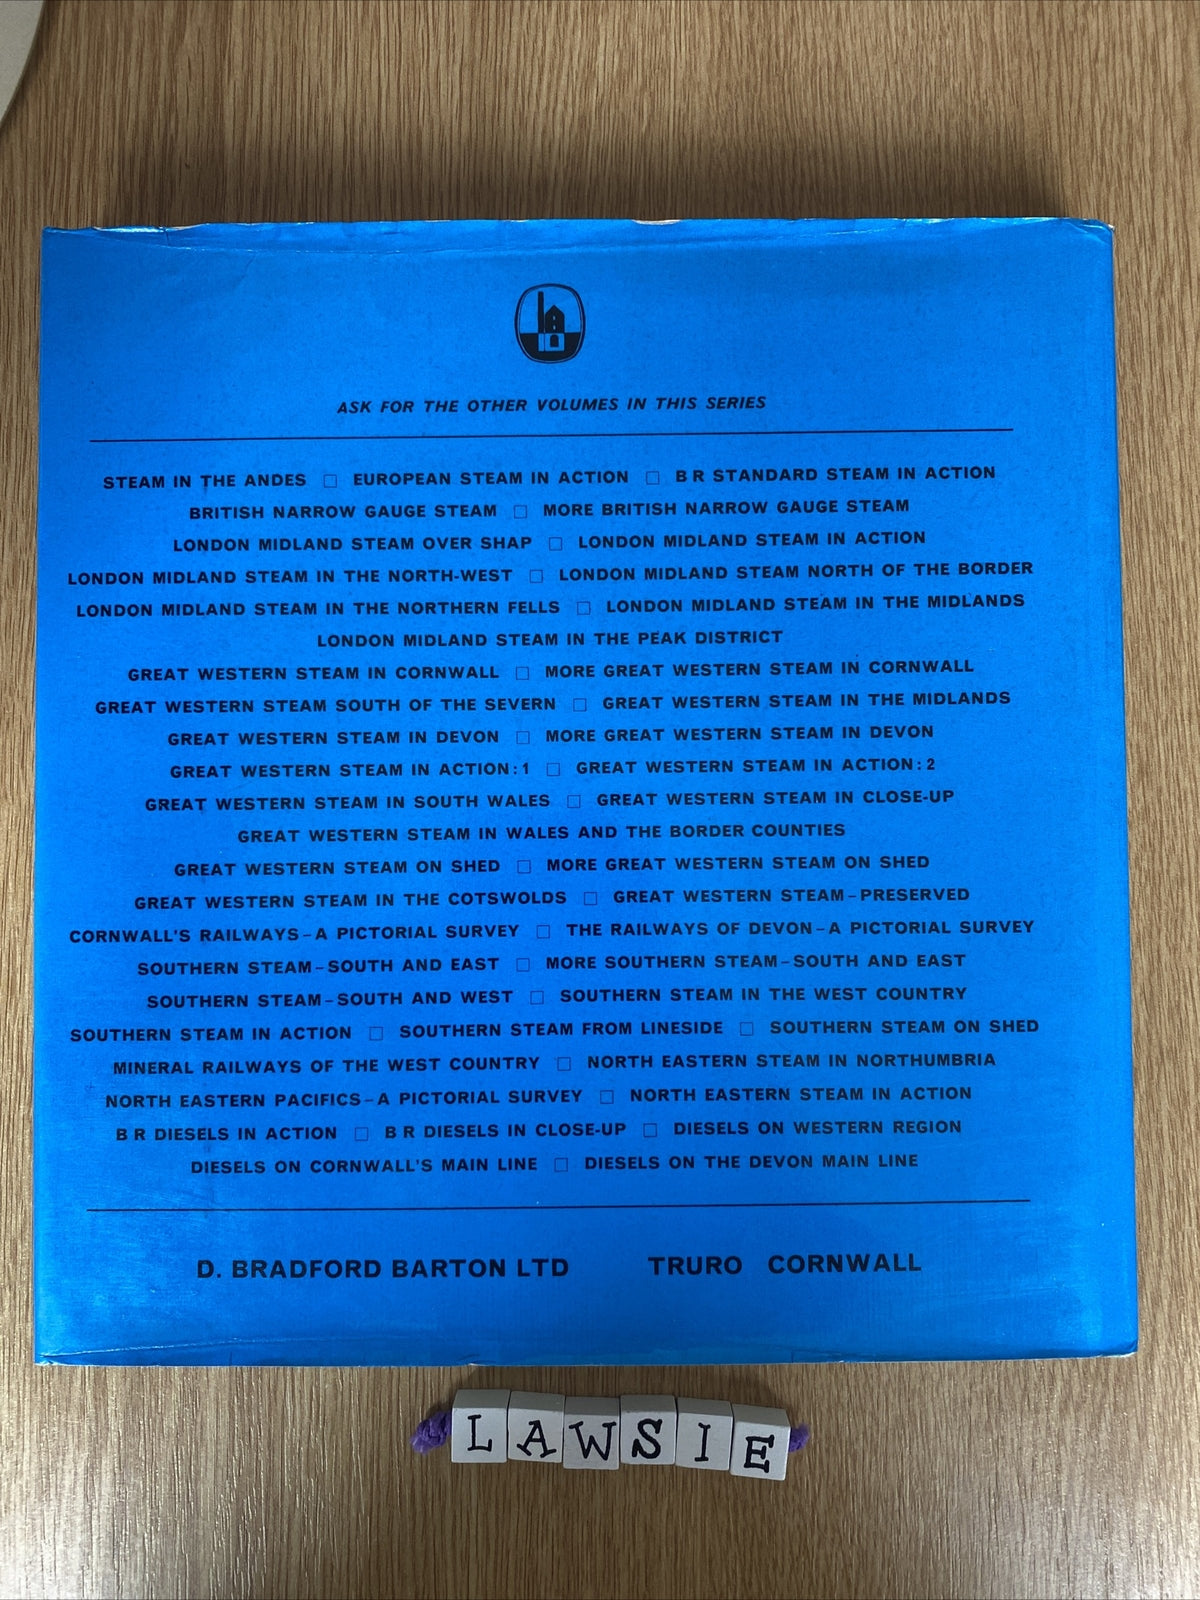 ASK FOR THE OTHER VOLUMES IN THIS SERIES
STEAM IN THE ANDES □ EUROPEAN STEAM IN ACTION □ B R STANDARD STEAM IN ACTION
BRITISH NARROW GAUGE STEAM □ MORE BRITISH NARROW GAUGE STEAM
LONDON MIDLAND STEAM OVER SHAP □ LONDON MIDLAND STEAM IN ACTION
LONDON MIDLAND STEAM IN THE NORTH-WEST □ LONDON MIDLAND STEAM NORTH OF THE BORDER
LONDON MIDLAND STEAM IN THE NORTHERN FELLS □ LONDON MIDLAND STEAM IN THE MIDLANDS
LONDON MIDLAND STEAM IN THE PEAK DISTRICT
GREAT WESTERN STEAM IN CORNWALL □ MORE GREAT WESTERN STEAM IN CORNWALL
GREAT WESTERN STEAM SOUTH OF THE SEVERN □ GREAT WESTERN STEAM IN THE MIDLANDS
GREAT WESTERN STEAM IN DEVON □ MORE GREAT WESTERN STEAM IN DEVON
GREAT WESTERN STEAM IN ACTION: 1 □ GREAT WESTERN STEAM IN ACTION: 2
GREAT WESTERN STEAM IN SOUTH WALES □ GREAT WESTERN STEAM IN CLOSE-UP
GREAT WESTERN STEAM IN WALES AND THE BORDER COUNTIES
GREAT WESTERN STEAM ON SHED □ MORE GREAT WESTERN STEAM ON SHED
GREAT WESTERN STEAM IN THE COTSWOLDS □ GREAT WESTERN STEAM–PRESERVED
CORNWALL'S RAILWAYS–A PICTORIAL SURVEY □ THE RAILWAYS OF DEVON–A PICTORIAL SURVEY
SOUTHERN STEAM–SOUTH AND EAST □ MORE SOUTHERN STEAM–SOUTH AND EAST
SOUTHERN STEAM–SOUTH AND WEST □ SOUTHERN STEAM IN THE WEST COUNTRY
SOUTHERN STEAM IN ACTION □ SOUTHERN STEAM FROM LINESIDE □ SOUTHERN STEAM ON SHED
MINERAL RAILWAYS OF THE WEST COUNTRY □ NORTH EASTERN STEAM IN NORTHUMBRIA
NORTH EASTERN PACIFICS–A PICTORIAL SURVEY □ NORTH EASTERN STEAM IN ACTION
B R DIESELS IN ACTION □ B R DIESELS IN CLOSE-UP □ DIESELS ON WESTERN REGION
DIESELS ON CORNWALL'S MAIN LINE □ DIESELS ON THE DEVON MAIN LINE
D. BRADFORD BARTON LTD TRURO CORNWALL
LAWSIE